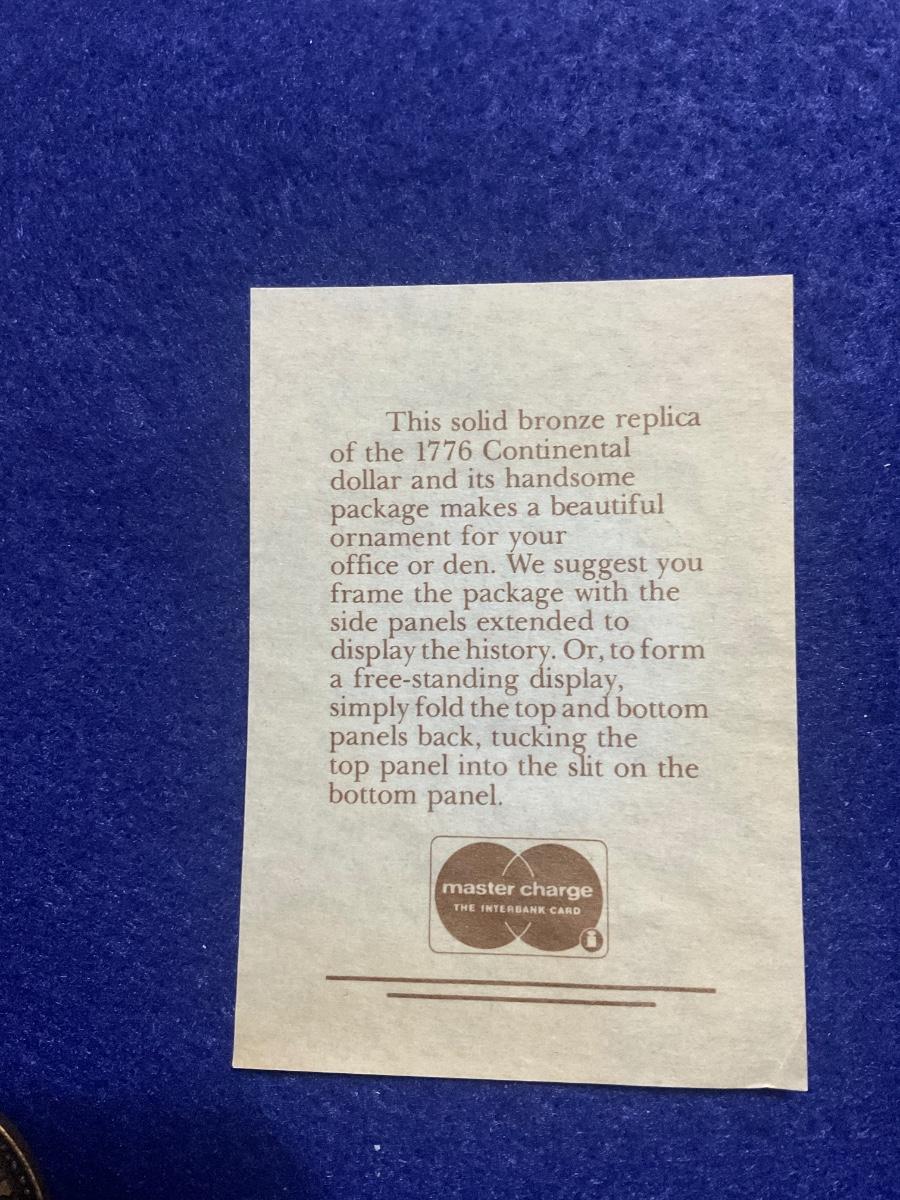 This solid bronze replica
of the 1776 Continental
dollar and its handsome
package makes a beautiful
ornament for your
office or den. We suggest you
frame the package with the
side panels extended to
display the history. Or, to form
a free-standing display,
simply fold the top and bottom
panels back, tucking the
top panel into the slit on the
bottom panel.
master charge
THE INTERBANK CARD
i